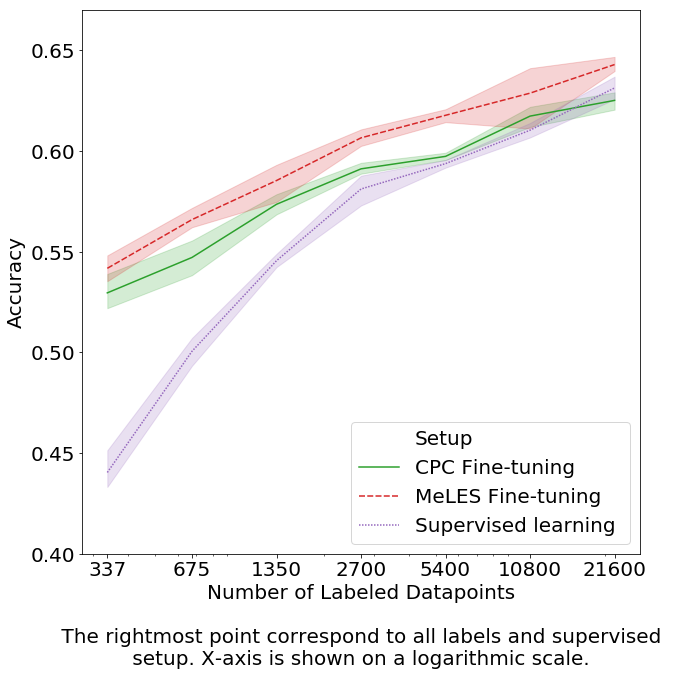 0.65
0.60
0.55
0.50
0.45
0.40
Accuracy
Setup
CPC Fine-tuning
MeLES Fine-tuning
Supervised learning
337 675 1350 2700 5400 10800 21600
Number of Labeled Datapoints
The rightmost point correspond to all labels and supervised
setup. X-axis is shown on a logarithmic scale.